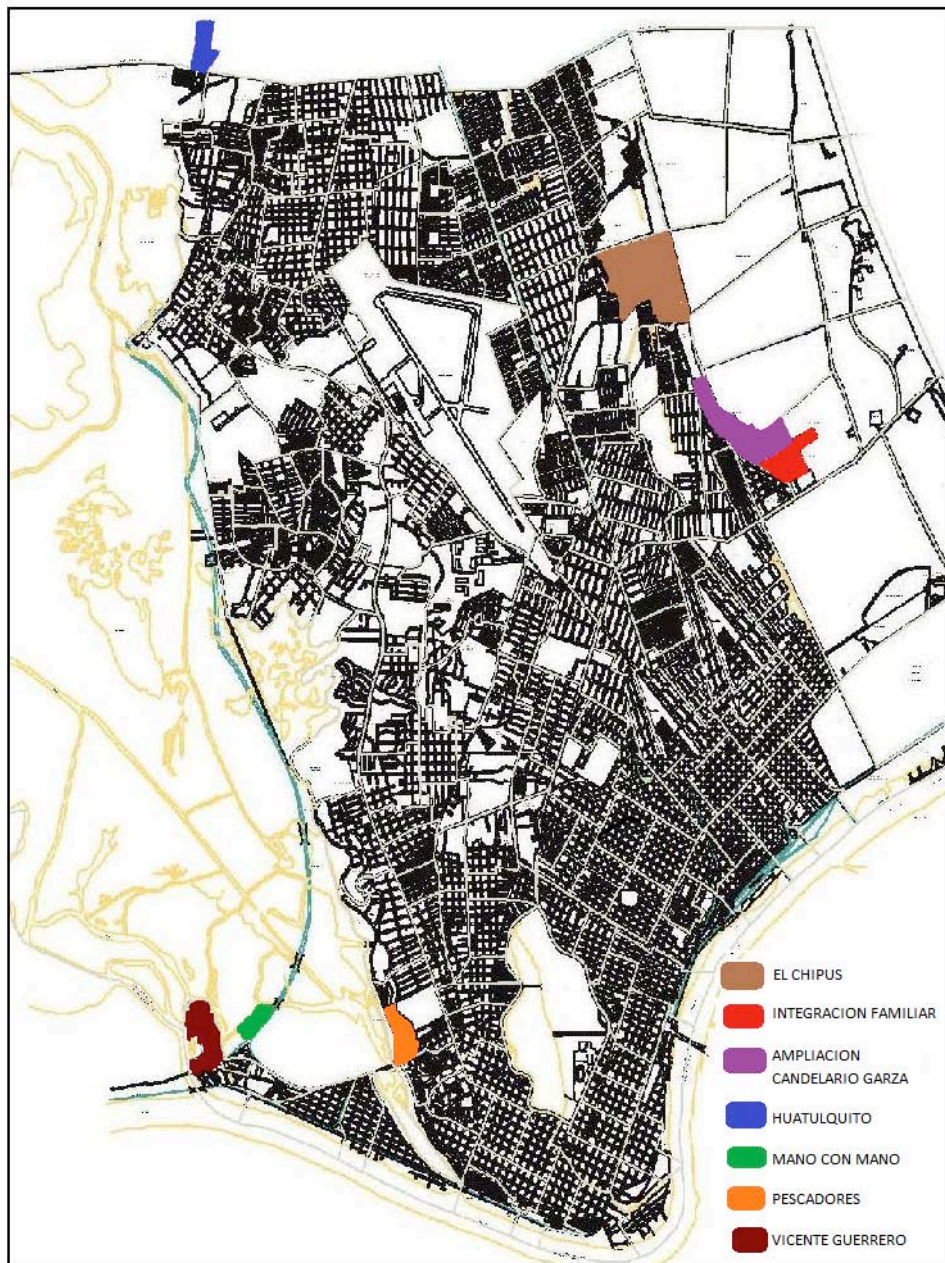 EL CHIPUS
INTEGRACION FAMILIAR
AMPLIACION
CANDELARIO GARZA
HUATULQUITO
MANO CON MANO
PESCADORES
VICENTE GUERRERO